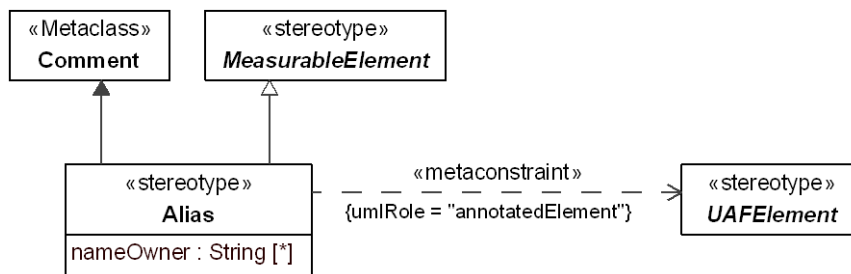 «Metaclass»
Comment
«stereotype»
MeasurableElement
«stereotype»
Alias
nameOwner : String [*]
«metaconstraint»
{umlRole = "annotatedElement"}
«stereotype»
UAFElement